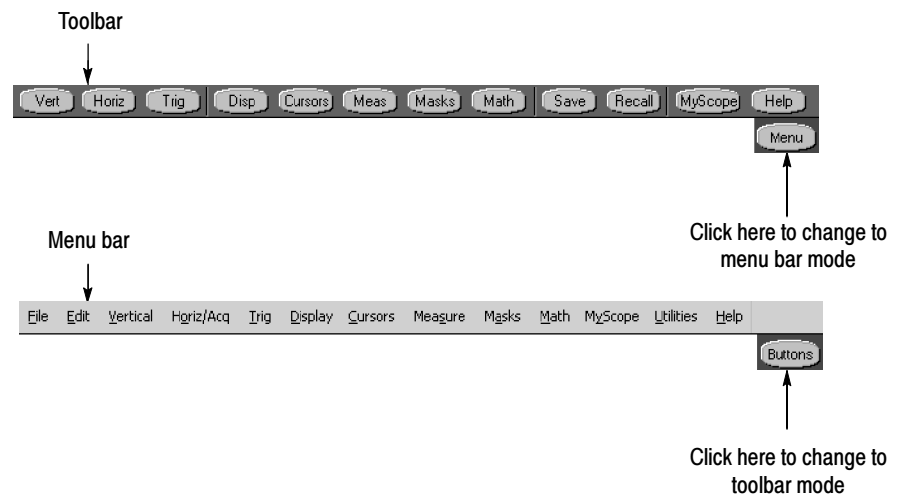 Toolbar
Vert Horiz Trig Disp Cursors Meas Masks Math Save Recall MyScope Help
Menu
Click here to change to
menu bar mode
Menu bar
File Edit Vertical Horiz/Acq Trig Display Cursors Measure Masks Math MyScope Utilities Help
Buttons
Click here to change to
toolbar mode